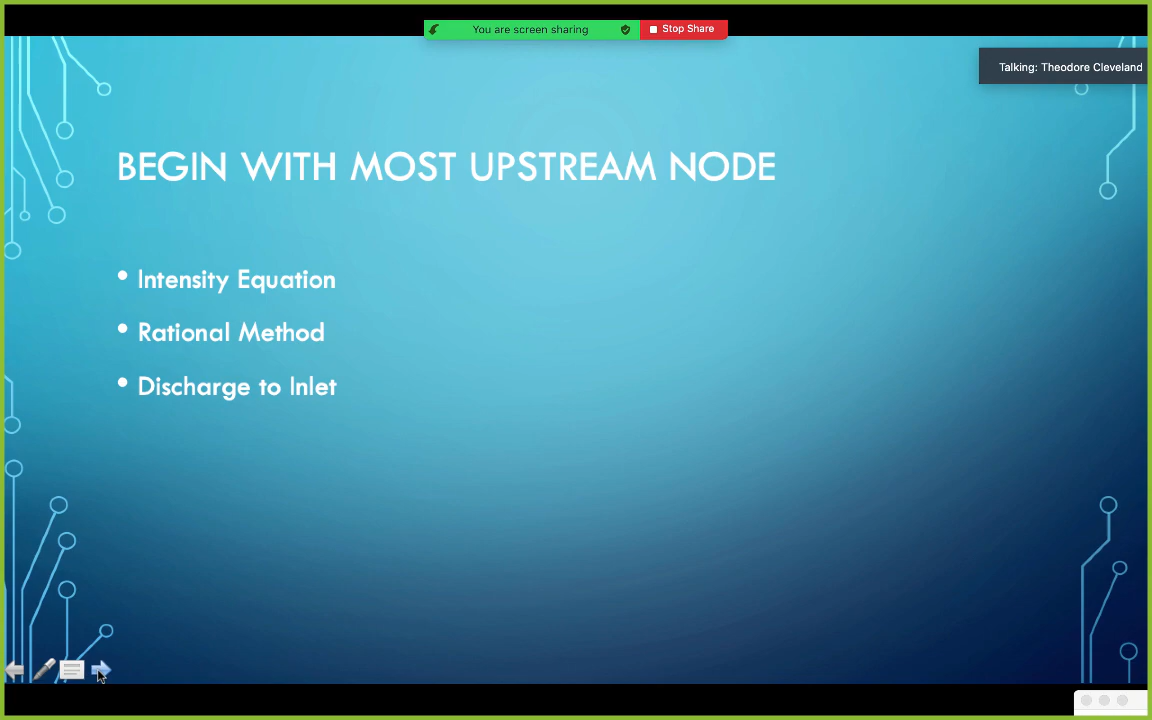 You are screen sharing
Stop Share
Talking: Theodore Cleveland
BEGIN WITH MOST UPSTREAM NODE
• Intensity Equation
• Rational Method
• Discharge to Inlet